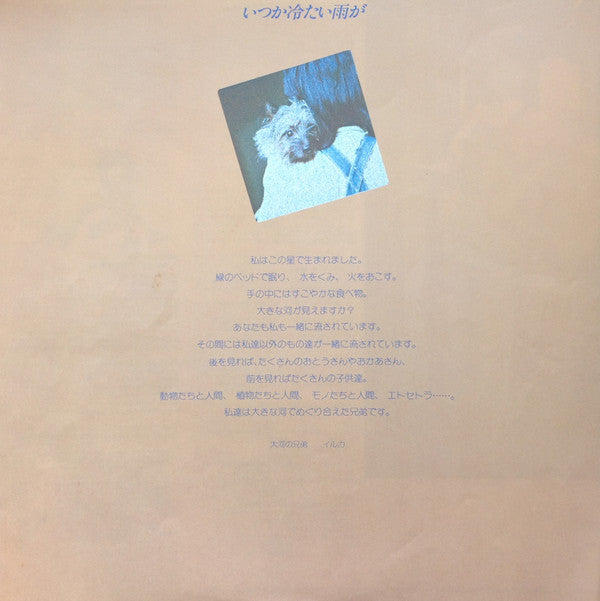 いつか冷たい雨が
私はこの星で生まれました。
緑のベッドで眠り、水をくみ、火をおこす。
手の中にはすこやかな食べ物。
大きな河が見えますか？
あなたも私も一緒に流されています。
その間には私達以外のもの達が一緒に流されています。
後を見れば、たくさんのおとうさんやおかあさん、
前を見ればたくさんの子供達。
動物たちと人間、植物たちと人間、モノたちと人間、エトセトラ……。
私達は大きな河でめぐり合えた兄弟です。
大河の兄弟　イルカ